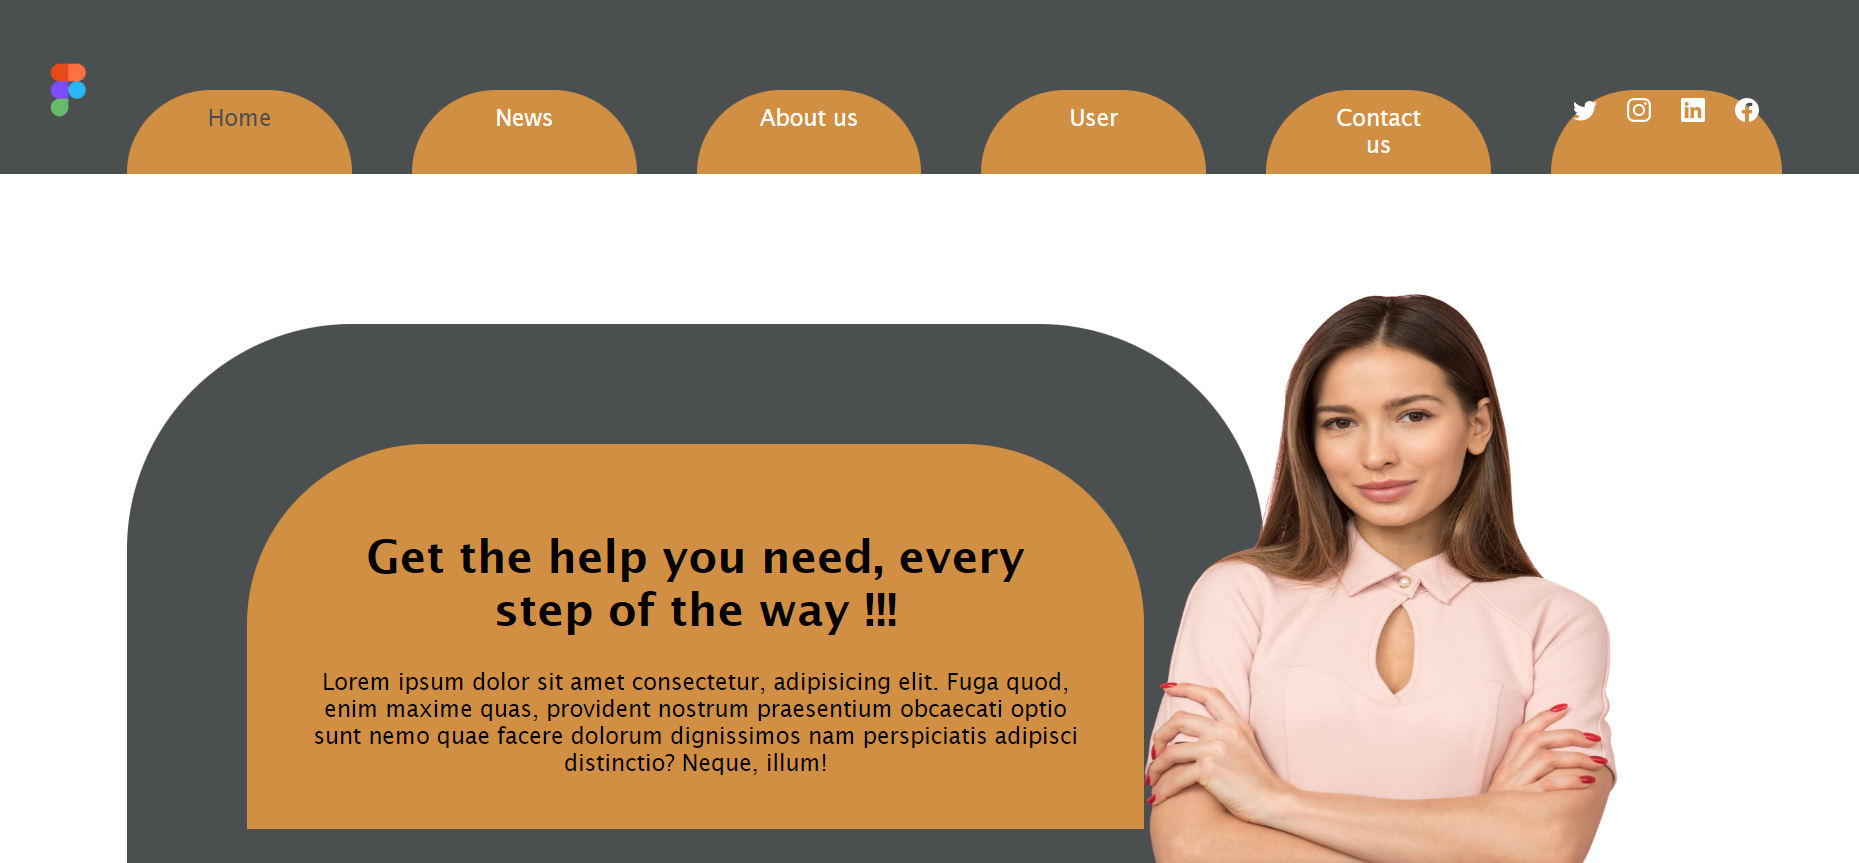 Home
News
About us
User
Contact
us
Get the help you need, every
step of the way !!!
Lorem ipsum dolor sit amet consectetur, adipisicing elit. Fuga quod,
enim maxime quas, provident nostrum praesentium obcaecati optio
sunt nemo quae facere dolorum dignissimos nam perspiciatis adipisci
distinctio? Neque, illum!